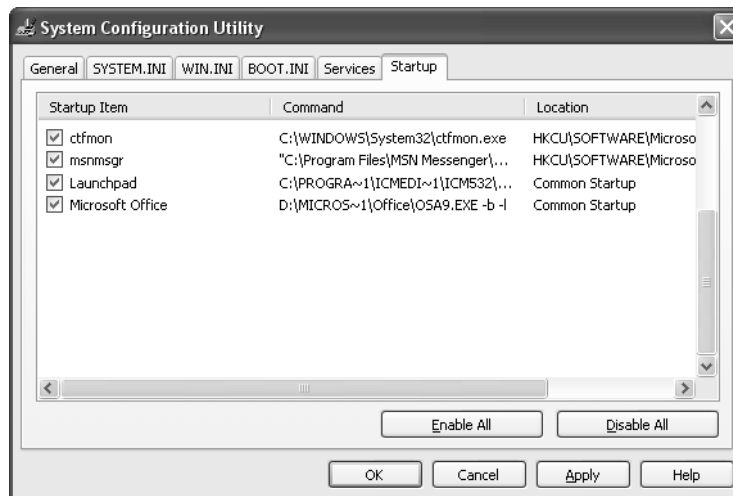 System Configuration Utility
General SYSTEM.INI WIN.INI BOOT.INI Services Startup
Startup Item Command Location
ctfmon C:\WINDOWS\System32\ctfmon.exe HKCU\SOFTWARE\Microso
msnmsgr "C:\Program Files\MSN Messenger\... HKCU\SOFTWARE\Microso
Launchpad C:\PROGRA~1\ICMEDI~1\ICM532\... Common Startup
Microsoft Office D:\MICROS~1\Office\OSA9.EXE -b -l Common Startup
Enable All Disable All
OK Cancel Apply Help